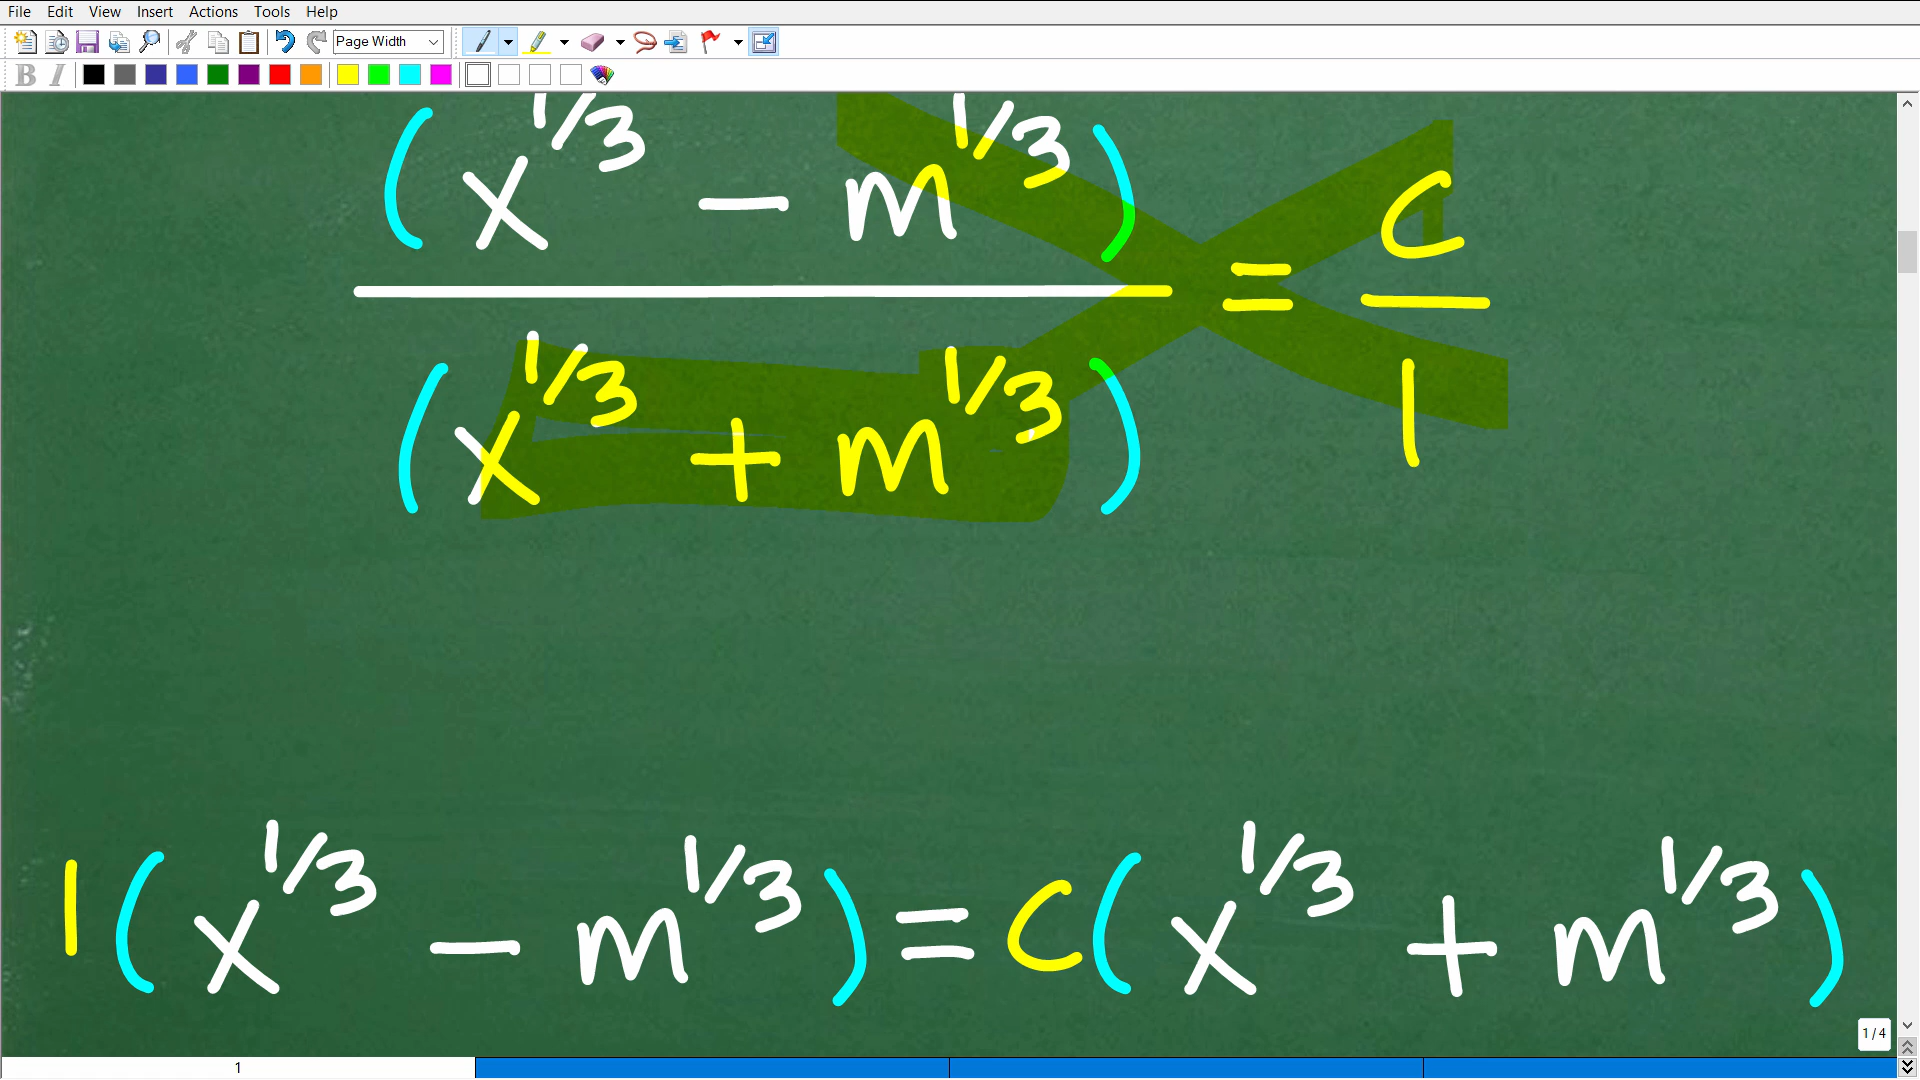 File Edit View Insert Actions Tools Help
Page Width
B I
(x^1/3 − m^1/3) / (x^1/3 + m^1/3) = C / 1
1(x^1/3 − m^1/3) = C(x^1/3 + m^1/3)
1 / 4
1